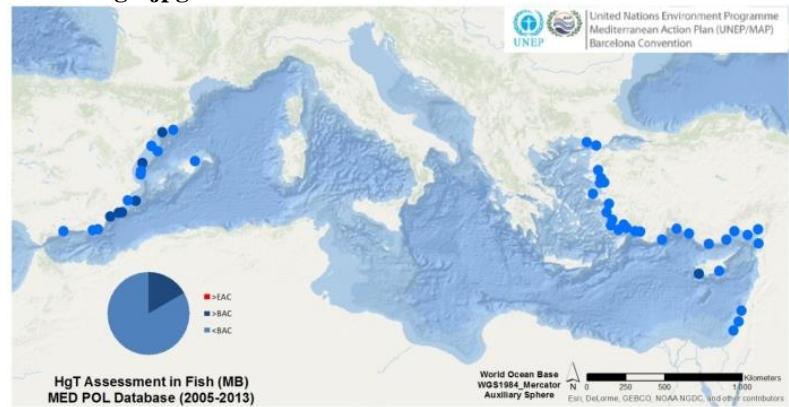 United Nations Environment Programme
Mediterranean Action Plan (UNEP/MAP)
Barcelona Convention
UNEP
>EAC
>BAC
<BAC
HgT Assessment in Fish (MB)
MED POL Database (2005-2013)
World Ocean Base
WGS1984_Mercator
Auxiliary Sphere
N
Kilometers
0 250 500 1 000
Esri, DeLorme, GEBCO, NOAA NGDC, and other contributors